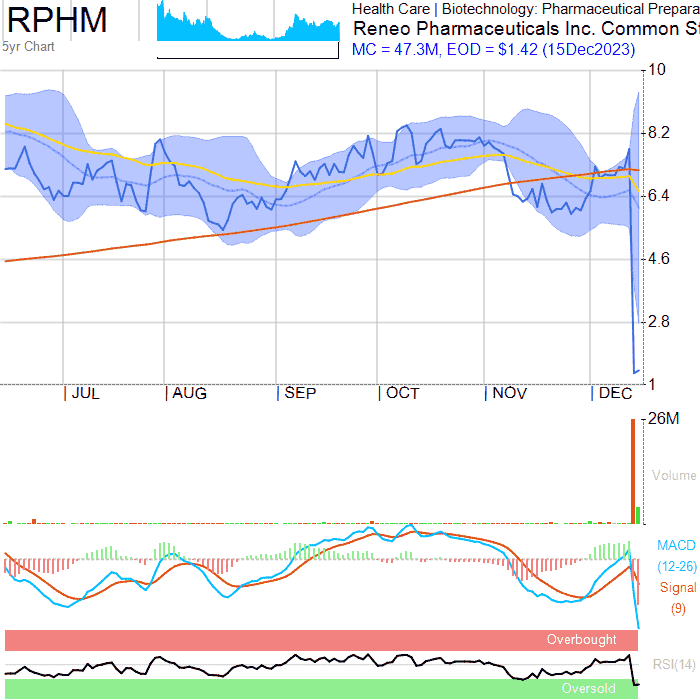 RPHM
5yr Chart
Health Care | Biotechnology: Pharmaceutical Prepara
Reneo Pharmaceuticals Inc. Common St
MC = 47.3M, EOD = $1.42 (15Dec2023)
10
8.2
6.4
4.6
2.8
1
JUL AUG SEP OCT NOV DEC
26M
Volume
MACD
(12-26)
Signal
(9)
Overbought
RSI(14)
Oversold